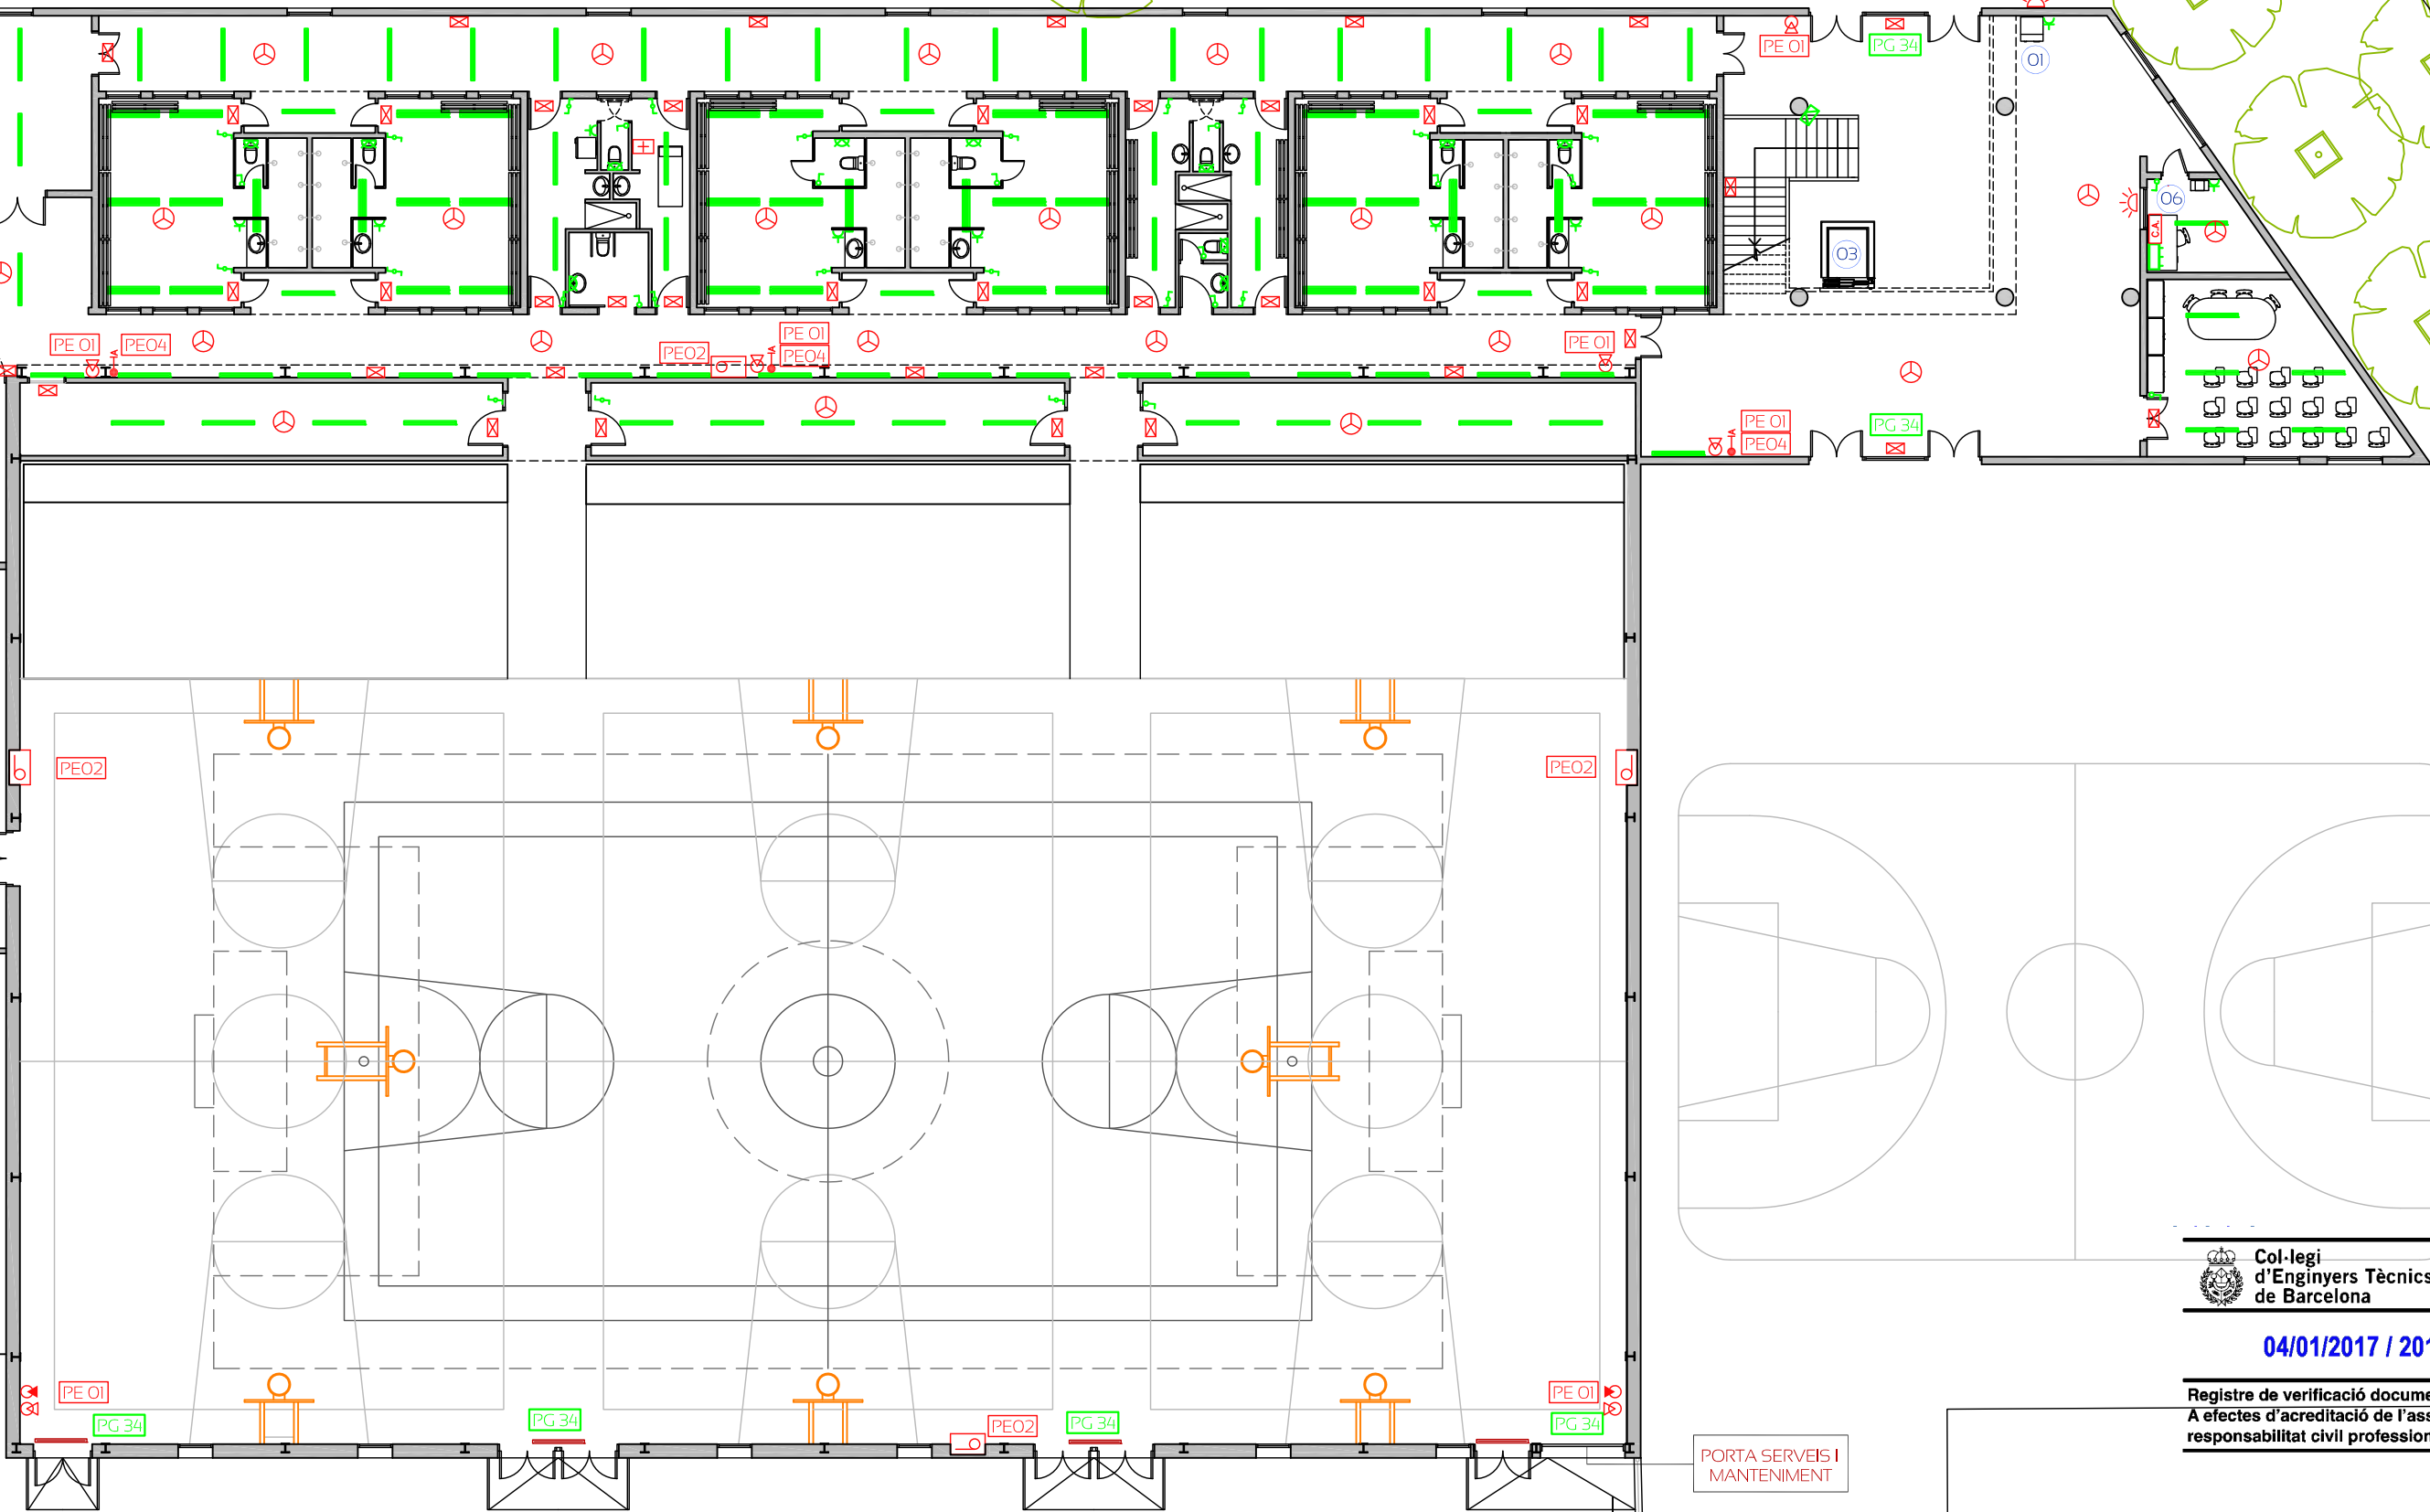 PE 01
PG 34
01
06
C.A.
03
PE 01
PE04
PE02
PE 01
PE04
PE 01
PE 01
PE04
PG 34
PE02
PE02
PE 01
PG 34
PG 34
PE02
PG 34
PE 01
PG 34
PORTA SERVEIS I
MANTENIMENT
Col·legi
d'Enginyers Tècnics
de Barcelona
04/01/2017 / 201
Registre de verificació docume
A efectes d'acreditació de l'ass
responsabilitat civil profession